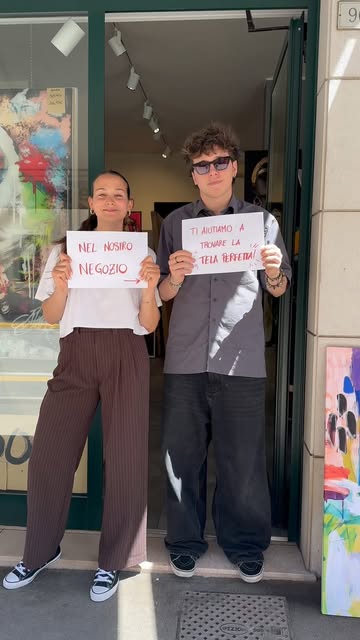 NEL NOSTRO
NEGOZIO
TI AIUTIAMO A
TROVARE LA
TELA PERFETTA!